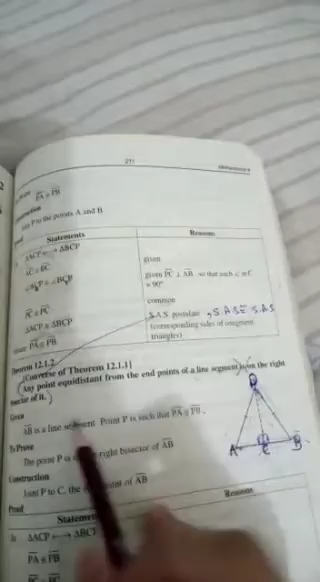 271
PA ≅ PB
P to the points A and B
Statements Reasons
ΔACP ⟷ ΔBCP
AC ≅ BC given
given PC ⊥ AB so that each ∠ at C
= 90°
PC ≅ PC common
ΔACP ≅ ΔBCP S.A.S. postulate S.A.S ≅ S.A.S
PA ≅ PB (corresponding sides of congruent
triangles)
Theorem 12.1.2
[Converse of Theorem 12.1.1]
Any point equidistant from the end points of a line segment is on the right
bisector of it.
Given
AB is a line segment. Point P is such that PA ≅ PB.
To Prove
The point P is right bisector of AB
Construction
Joint P to C, the of AB
Proof
Statements Reasons
ΔACP ⟷ ΔBCP
PA ≅ PB
A C B